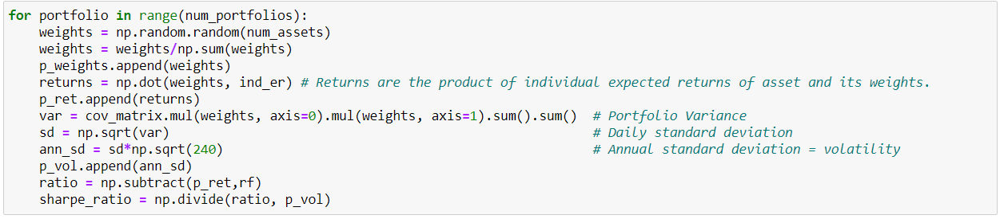 for portfolio in range(num_portfolios):
    weights = np.random.random(num_assets)
    weights = weights/np.sum(weights)
    p_weights.append(weights)
    returns = np.dot(weights, ind_er) # Returns are the product of individual expected returns of asset and its weights.
    p_ret.append(returns)
    var = cov_matrix.mul(weights, axis=0).mul(weights, axis=1).sum().sum()  # Portfolio Variance
    sd = np.sqrt(var)                                                       # Daily standard deviation
    ann_sd = sd*np.sqrt(240)                                                # Annual standard deviation = volatility
    p_vol.append(ann_sd)
    ratio = np.subtract(p_ret,rf)
    sharpe_ratio = np.divide(ratio, p_vol)